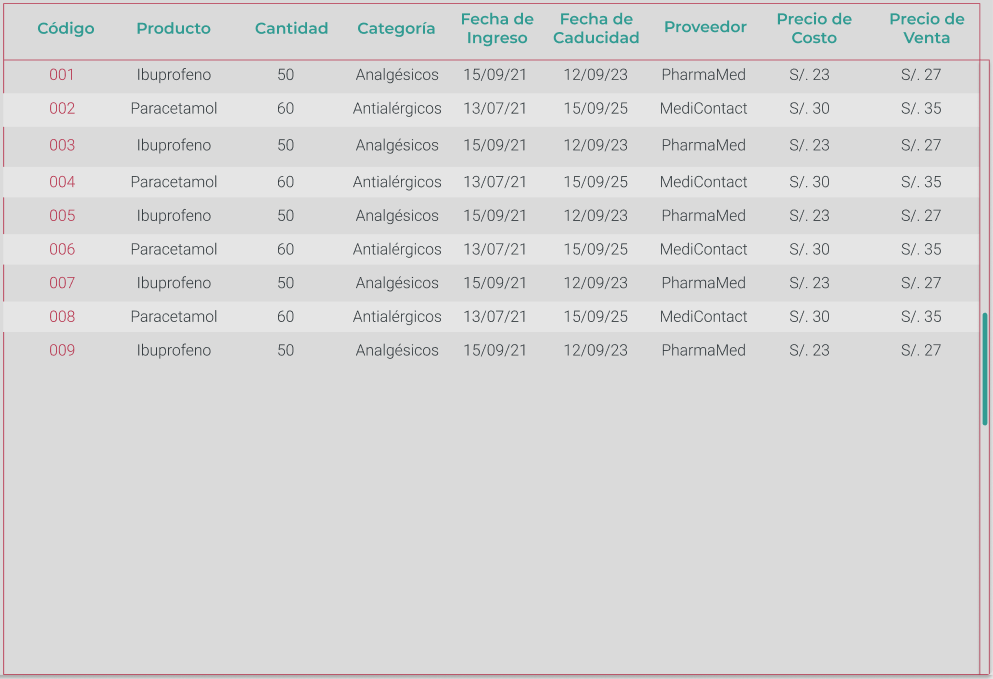 Código Producto Cantidad Categoría Fecha de Ingreso Fecha de Caducidad Proveedor Precio de Costo Precio de Venta
001 Ibuprofeno 50 Analgésicos 15/09/21 12/09/23 PharmaMed S/. 23 S/. 27
002 Paracetamol 60 Antialérgicos 13/07/21 15/09/25 MediContact S/. 30 S/. 35
003 Ibuprofeno 50 Analgésicos 15/09/21 12/09/23 PharmaMed S/. 23 S/. 27
004 Paracetamol 60 Antialérgicos 13/07/21 15/09/25 MediContact S/. 30 S/. 35
005 Ibuprofeno 50 Analgésicos 15/09/21 12/09/23 PharmaMed S/. 23 S/. 27
006 Paracetamol 60 Antialérgicos 13/07/21 15/09/25 MediContact S/. 30 S/. 35
007 Ibuprofeno 50 Analgésicos 15/09/21 12/09/23 PharmaMed S/. 23 S/. 27
008 Paracetamol 60 Antialérgicos 13/07/21 15/09/25 MediContact S/. 30 S/. 35
009 Ibuprofeno 50 Analgésicos 15/09/21 12/09/23 PharmaMed S/. 23 S/. 27